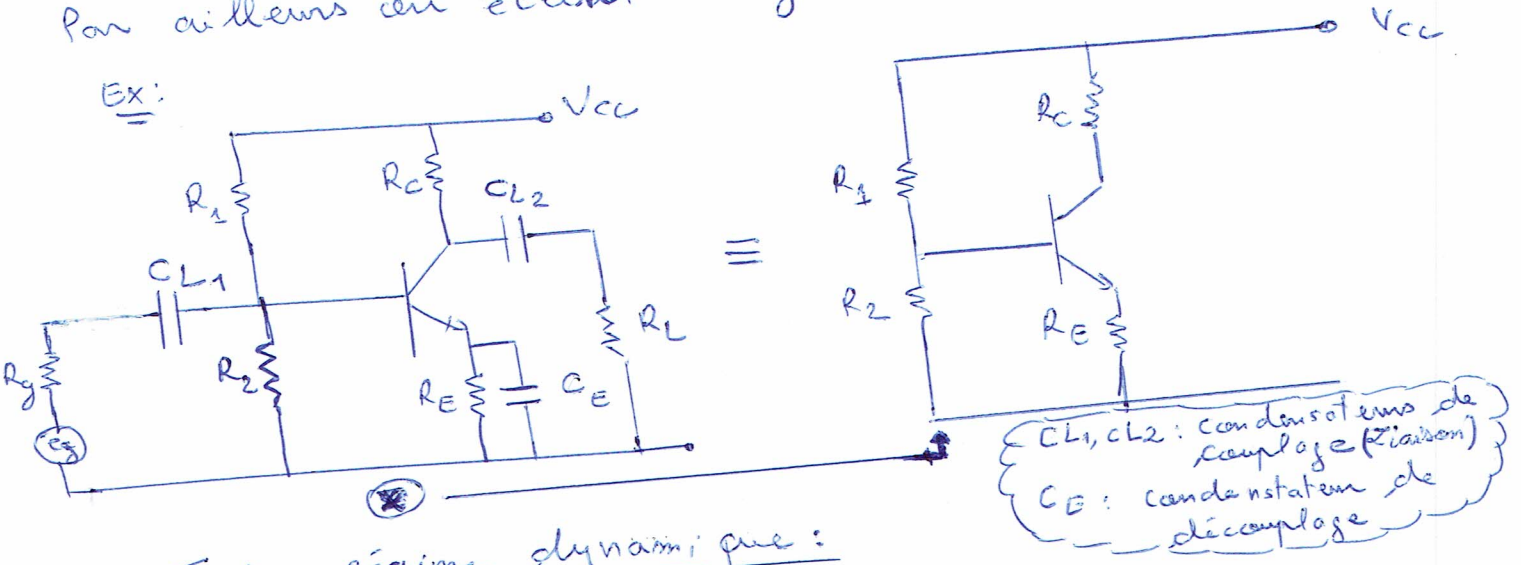 Par ailleurs
Ex:
Vcc
R1
Rc
CL2
CL1
Rg
eg
R2
RE
CE
RL
≡
Vcc
Rc
R1
R2
RE
CL1, CL2 : condensateurs de
couplage (Liaison)
CE : condenstateur de
découplage
régime dynamique :